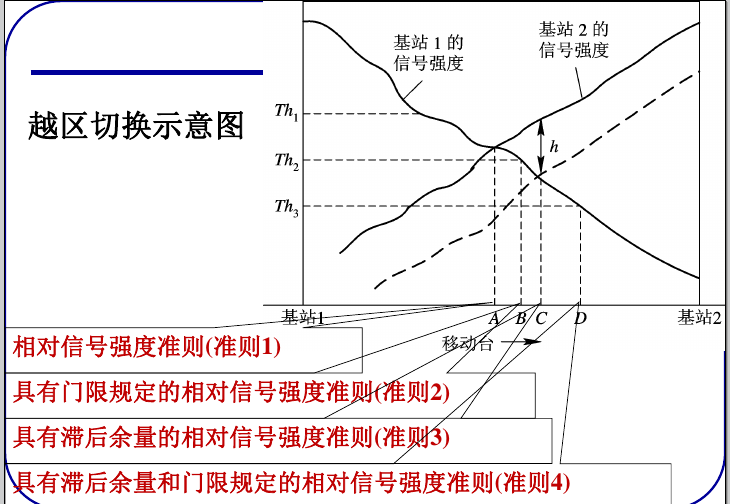 基站 1 的
信号强度
基站 2 的
信号强度
越区切换示意图
Th1
Th2
Th3
h
基站1
A
B
C
D
基站2
移动台
相对信号强度准则(准则1)
具有门限规定的相对信号强度准则(准则2)
具有滞后余量的相对信号强度准则(准则3)
具有滞后余量和门限规定的相对信号强度准则(准则4)